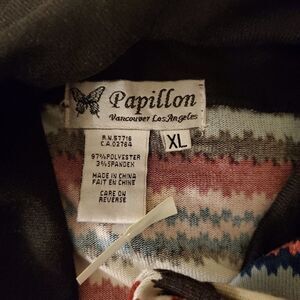 Papillon
Vancouver Los Angeles
XL
R.N.57716
C.A.02764
97% POLYESTER
3% SPANDEX
MADE IN CHINA
FAIT EN CHINE
CARE ON
REVERSE